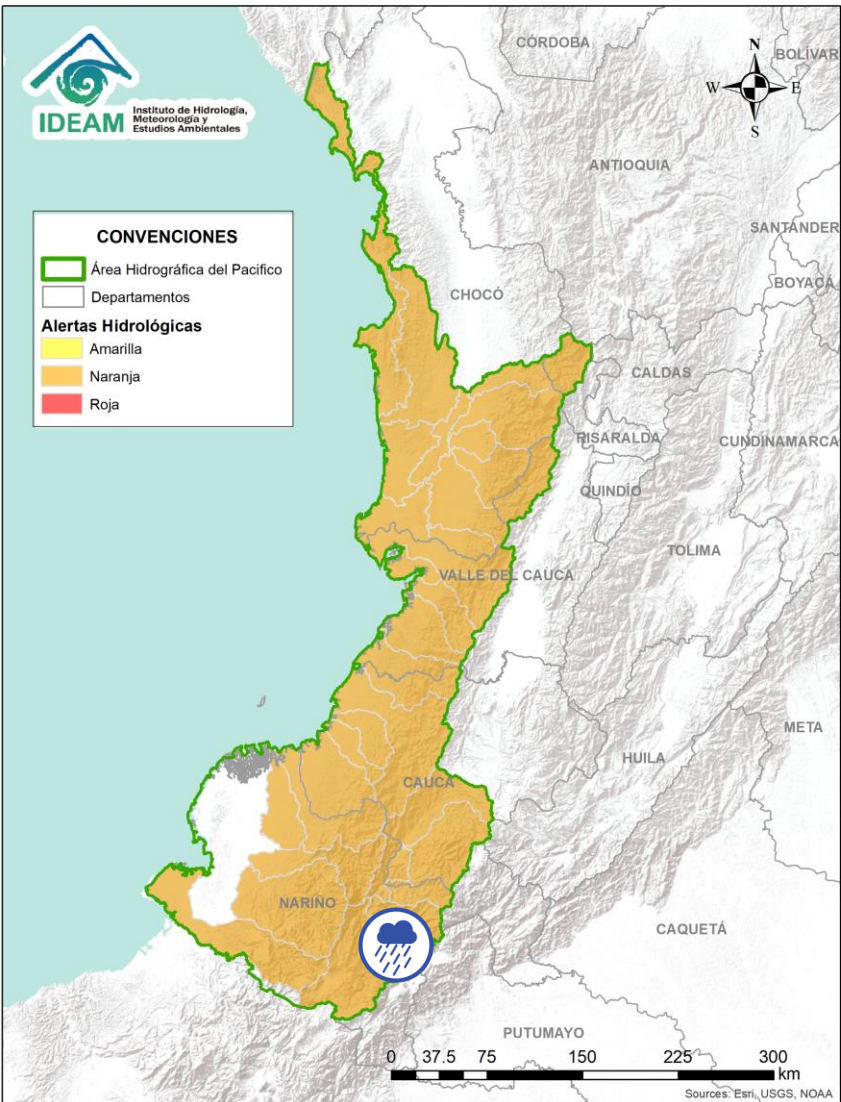 IDEAM
Instituto de Hidrología,
Meteorología y
Estudios Ambientales
N
W E
S
CÓRDOBA
BOLÍVAR
ANTIOQUIA
SANTANDER
BOYACÁ
CHOCÓ
CALDAS
RISARALDA
CUNDINAMARCA
QUINDÍO
TOLIMA
VALLE DEL CAUCA
META
HUILA
CAUCA
NARIÑO
CAQUETÁ
PUTUMAYO
CONVENCIONES
Área Hidrográfica del Pacifico
Departamentos
Alertas Hidrológicas
Amarilla
Naranja
Roja
0 37.5 75 150 225 300
km
Sources: Esri, USGS, NOAA